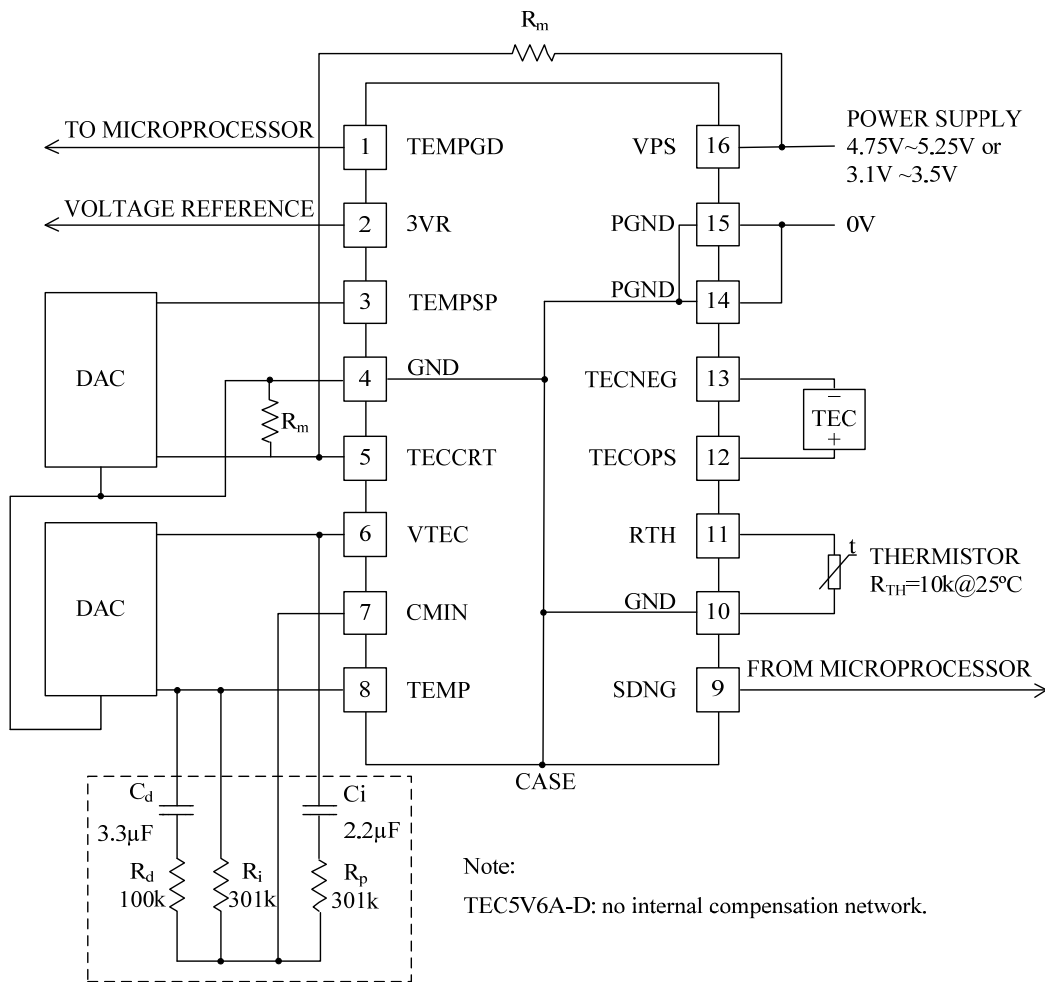 Rm
TO MICROPROCESSOR
1
TEMPGD
VPS
16
POWER SUPPLY
4.75V~5.25V or
3.1V ~3.5V
VOLTAGE REFERENCE
2
3VR
PGND
15
0V
DAC
3
TEMPSP
PGND
14
4
GND
TECNEG
13
−
TEC
+
Rm
5
TECCRT
TECOPS
12
DAC
6
VTEC
RTH
11
t
THERMISTOR
RTH=10k@25ºC
7
CMIN
GND
10
8
TEMP
SDNG
9
FROM MICROPROCESSOR
CASE
Cd
3.3µF
Ci
2.2µF
Rd
100k
Ri
301k
Rp
301k
Note:
TEC5V6A-D: no internal compensation network.